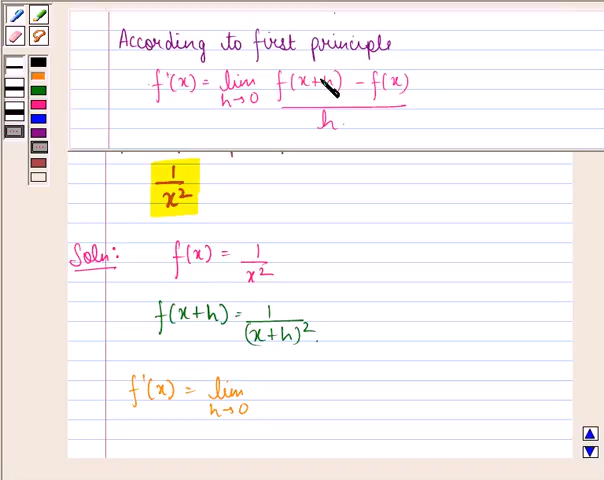 According to first principle
f'(x) = lim h→0 f(x+h) - f(x) / h.
1/x²
Soln: f(x) = 1/x²
f(x+h) = 1/(x+h)².
f'(x) = lim h→0